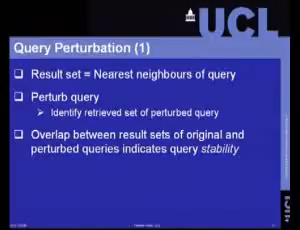 UCL
Query Perturbation (1)
Result set = Nearest neighbours of query
Perturb query
Identify retrieved set of perturbed query
Overlap between result sets of original and
perturbed queries indicates query stability
UCL